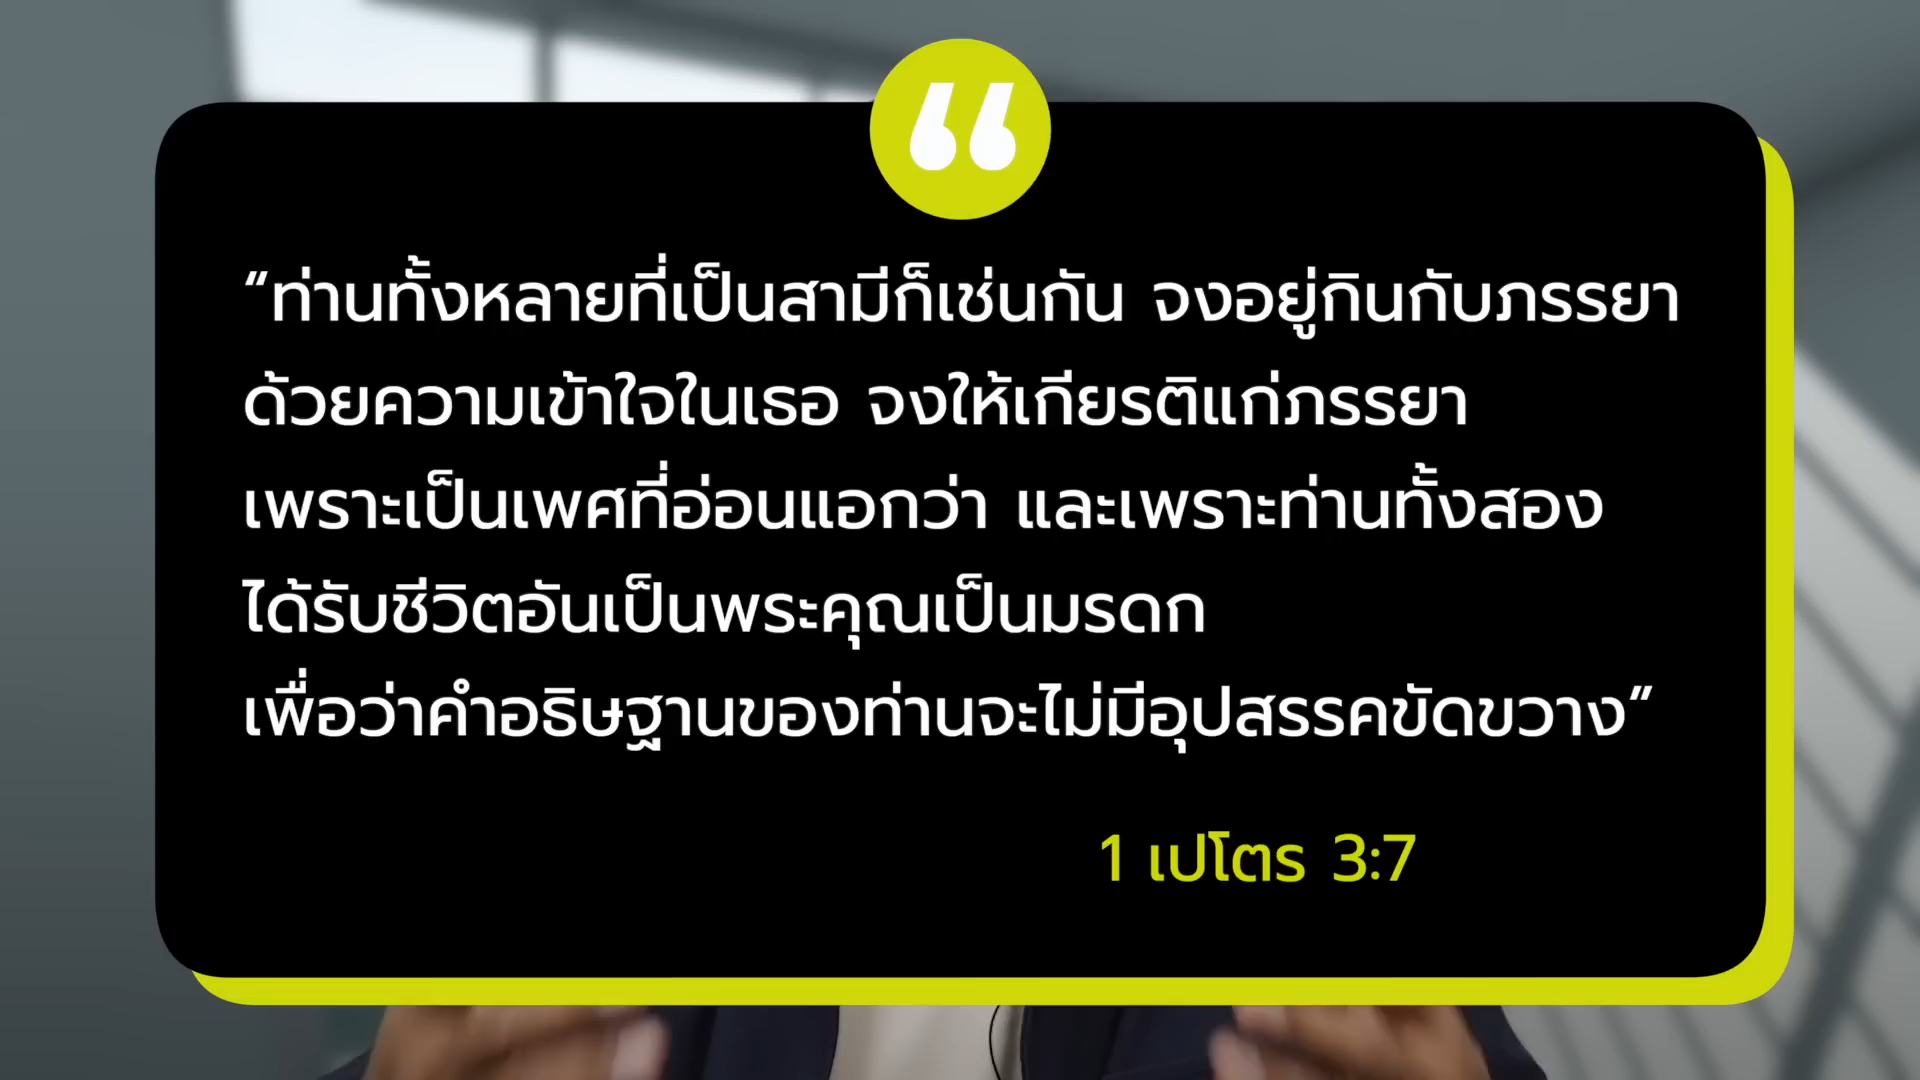 “ท่านทั้งหลายที่เป็นสามีก็เช่นกัน จงอยู่กินกับภรรยา
ด้วยความเข้าใจในเธอ จงให้เกียรติแก่ภรรยา
เพราะเป็นเพศที่อ่อนแอกว่า และเพราะท่านทั้งสอง
ได้รับชีวิตอันเป็นพระคุณเป็นมรดก
เพื่อว่าคำอธิษฐานของท่านจะไม่มีอุปสรรคขัดขวาง”
1 เปโตร 3:7